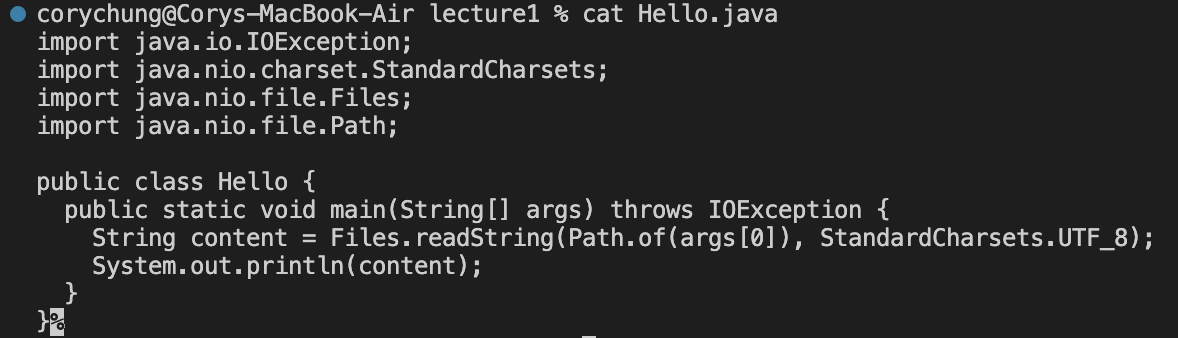 corychung@Corys-MacBook-Air lecture1 % cat Hello.java
import java.io.IOException;
import java.nio.charset.StandardCharsets;
import java.nio.file.Files;
import java.nio.file.Path;

public class Hello {
  public static void main(String[] args) throws IOException {
    String content = Files.readString(Path.of(args[0]), StandardCharsets.UTF_8);
    System.out.println(content);
  }
}%